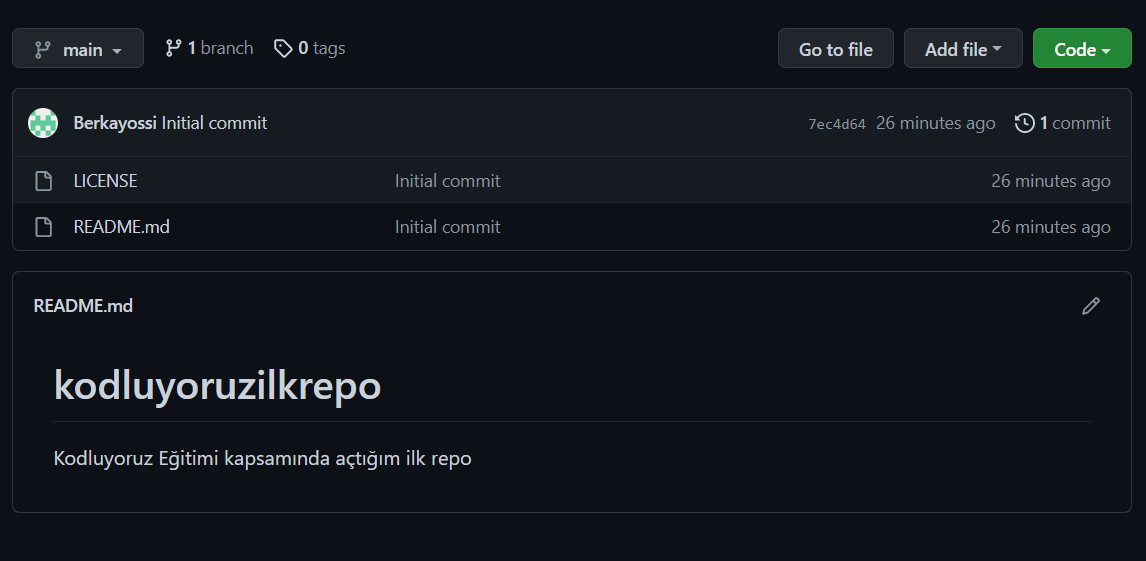 main 1 branch 0 tags Go to file Add file Code
Berkayossi Initial commit 7ec4d64 26 minutes ago 1 commit
LICENSE Initial commit 26 minutes ago
README.md Initial commit 26 minutes ago
README.md
kodluyoruzilkrepo
Kodluyoruz Eğitimi kapsamında açtığım ilk repo